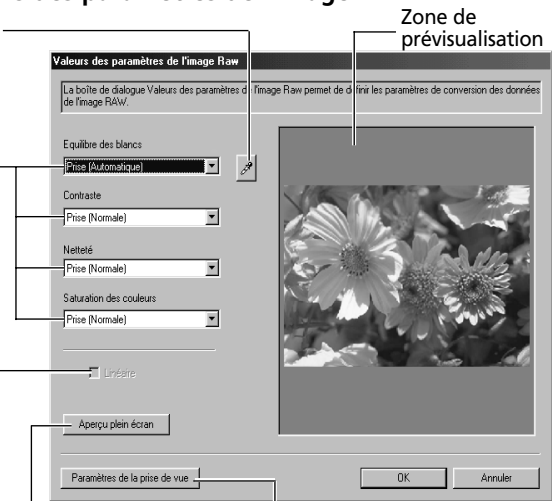 Zone de
prévisualisation
Valeurs des paramètres de l'image Raw
La boîte de dialogue Valeurs des paramètres de l'image Raw permet de définir les paramètres de conversion des données
de l'image RAW.
Equilibre des blancs
Prise (Automatique)
Contraste
Prise (Normale)
Netteté
Prise (Normale)
Saturation des couleurs
Prise (Normale)
Linéaire
Aperçu plein écran
Paramètres de la prise de vue
OK
Annuler